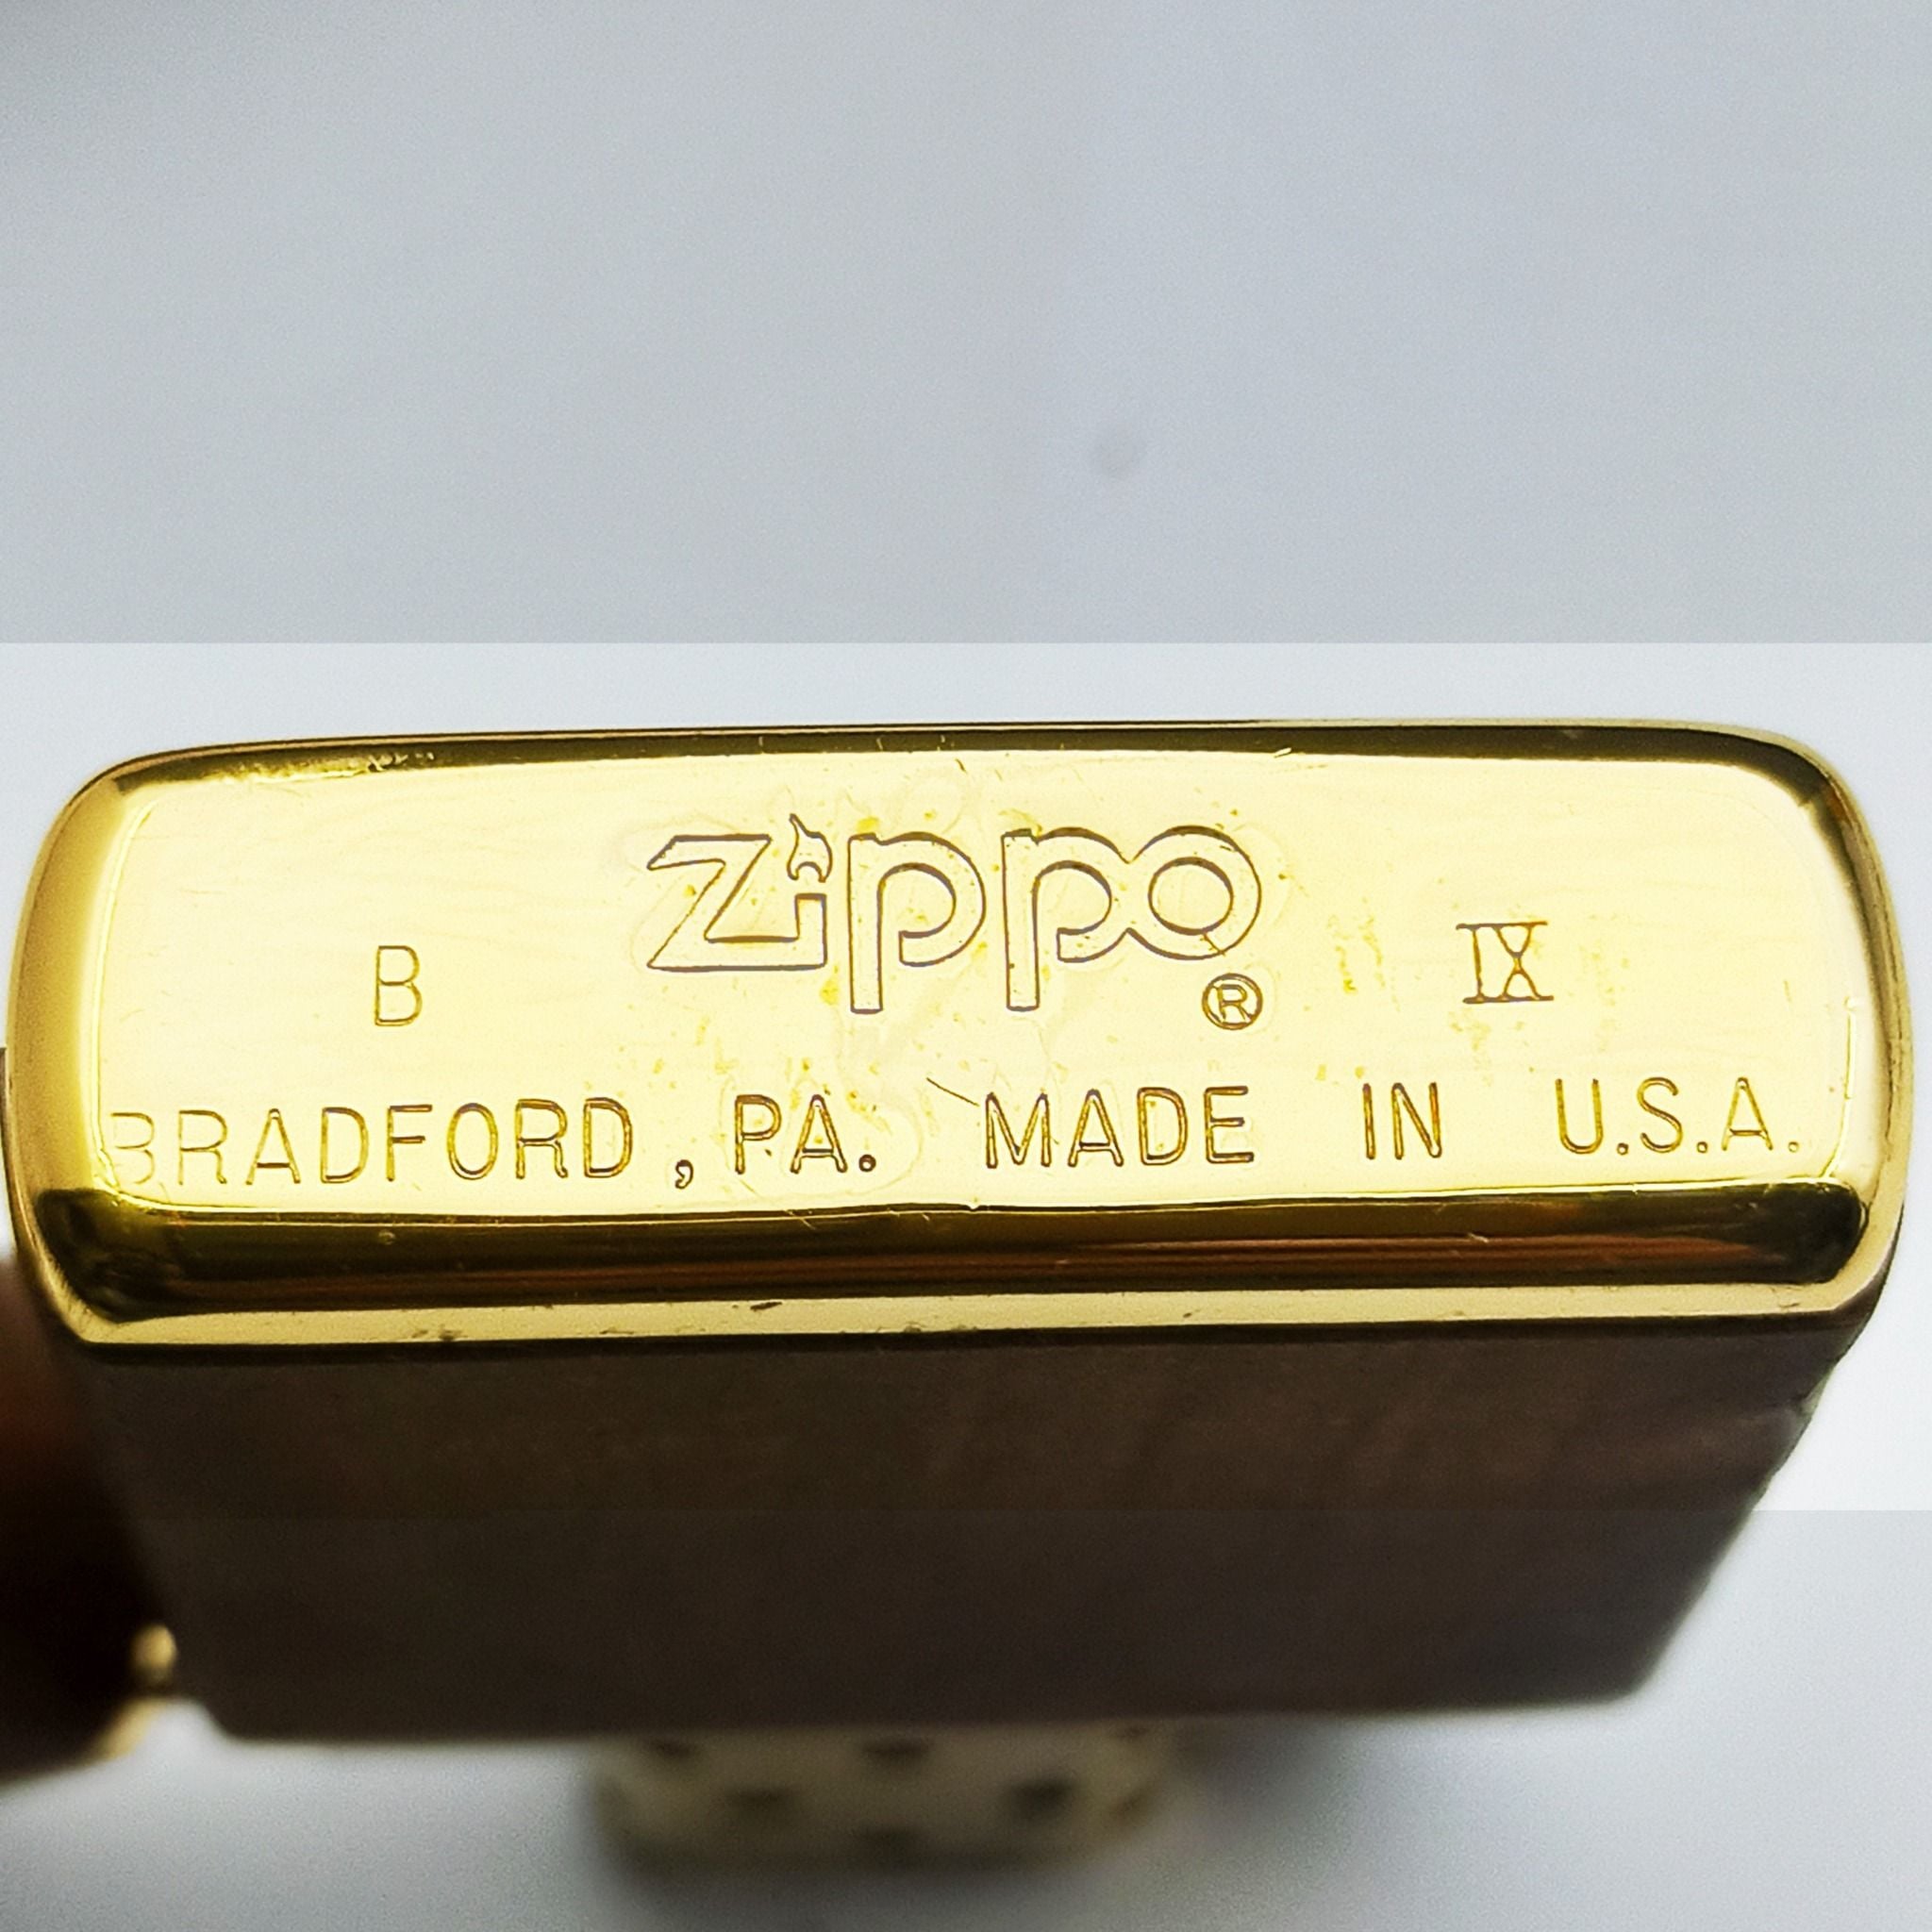 Zippo ®
B IX
BRADFORD , PA. MADE IN U.S.A.